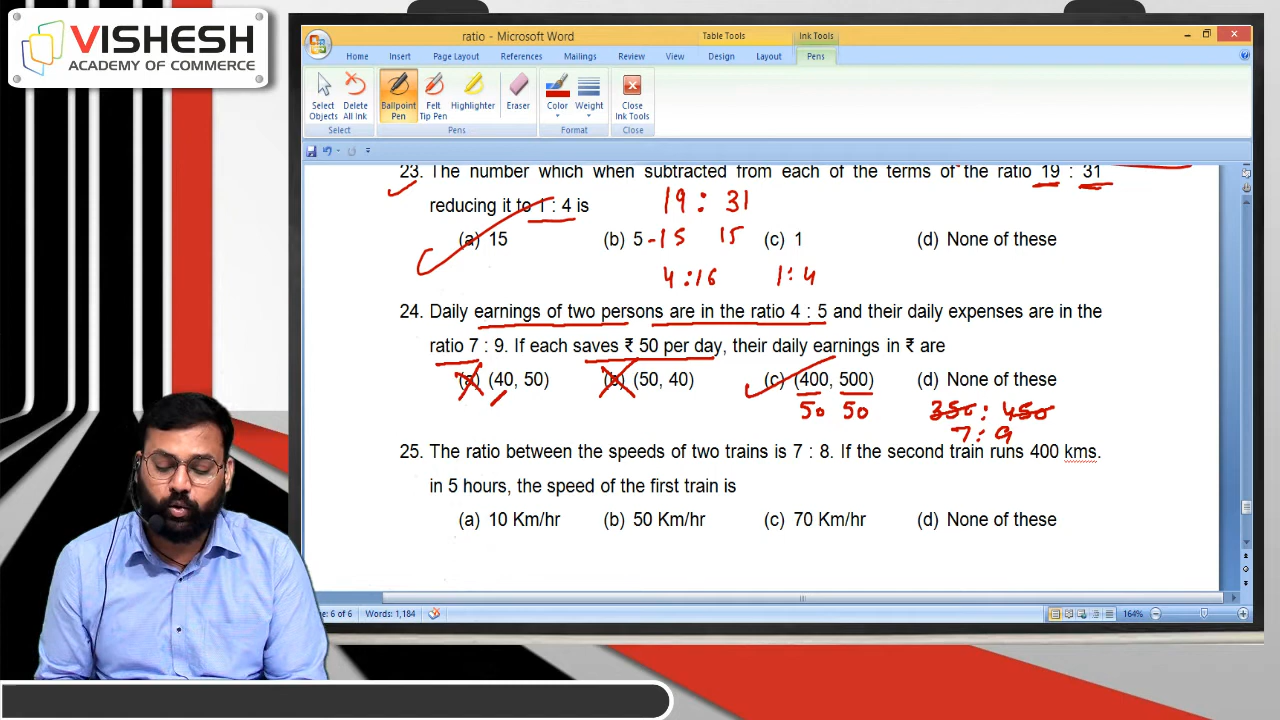 VISHESH
ACADEMY OF COMMERCE
ratio - Microsoft Word
Table Tools
Ink Tools
Home Insert Page Layout References Mailings Review View Design Layout Pens
Select Objects
Delete All Ink
Ballpoint Pen
Felt Tip Pen
Highlighter
Eraser
Color
Weight
Close Ink Tools
Select Pens Format Close
23. The number which when subtracted from each of the terms of the ratio 19 : 31
reducing it to 1 : 4 is
19 : 31
(a) 15 (b) 5 (c) 1 (d) None of these
-15 15
4 : 16 1 : 4
24. Daily earnings of two persons are in the ratio 4 : 5 and their daily expenses are in the
ratio 7 : 9. If each saves ₹ 50 per day, their daily earnings in ₹ are
(a) (40, 50) (b) (50, 40) (c) (400, 500) (d) None of these
50 50 350 : 450
7 : 9
25. The ratio between the speeds of two trains is 7 : 8. If the second train runs 400 kms.
in 5 hours, the speed of the first train is
(a) 10 Km/hr (b) 50 Km/hr (c) 70 Km/hr (d) None of these
6 of 6 Words: 1,184 164%